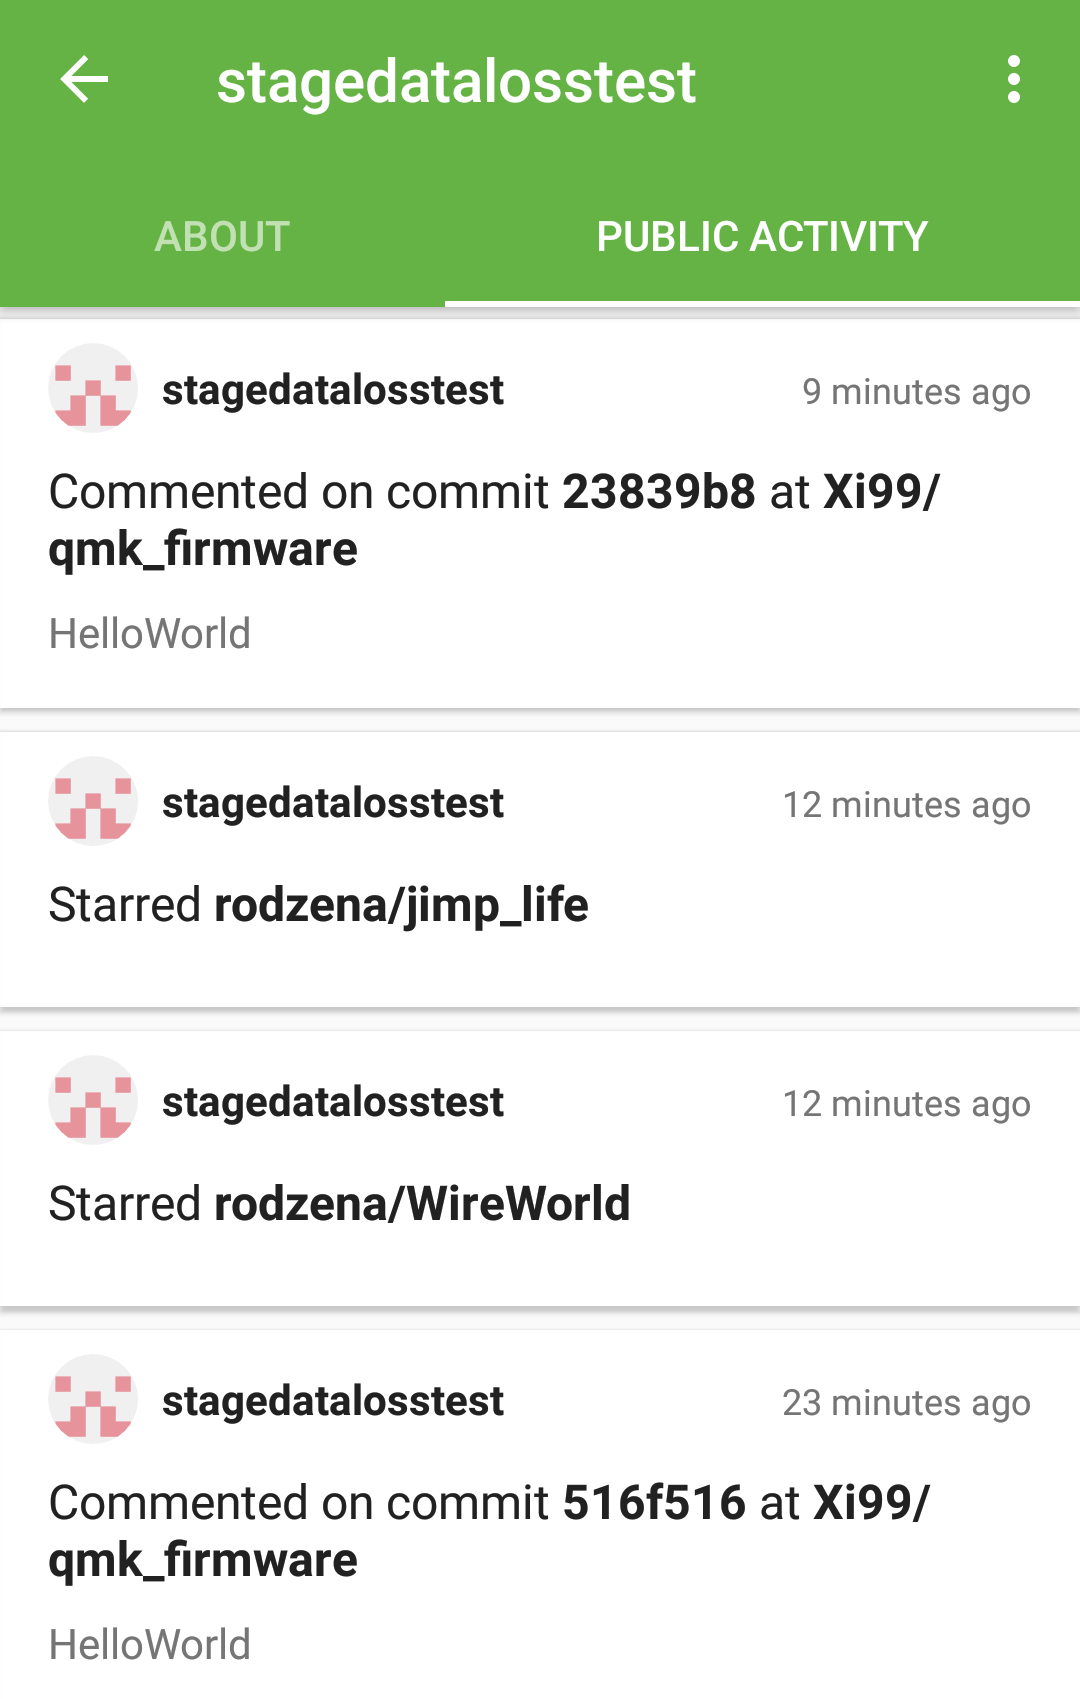 stagedatalosstest
ABOUT
PUBLIC ACTIVITY
stagedatalosstest
9 minutes ago
Commented on commit 23839b8 at Xi99/
qmk_firmware
HelloWorld
stagedatalosstest
12 minutes ago
Starred rodzena/jimp_life
stagedatalosstest
12 minutes ago
Starred rodzena/WireWorld
stagedatalosstest
23 minutes ago
Commented on commit 516f516 at Xi99/
qmk_firmware
HelloWorld